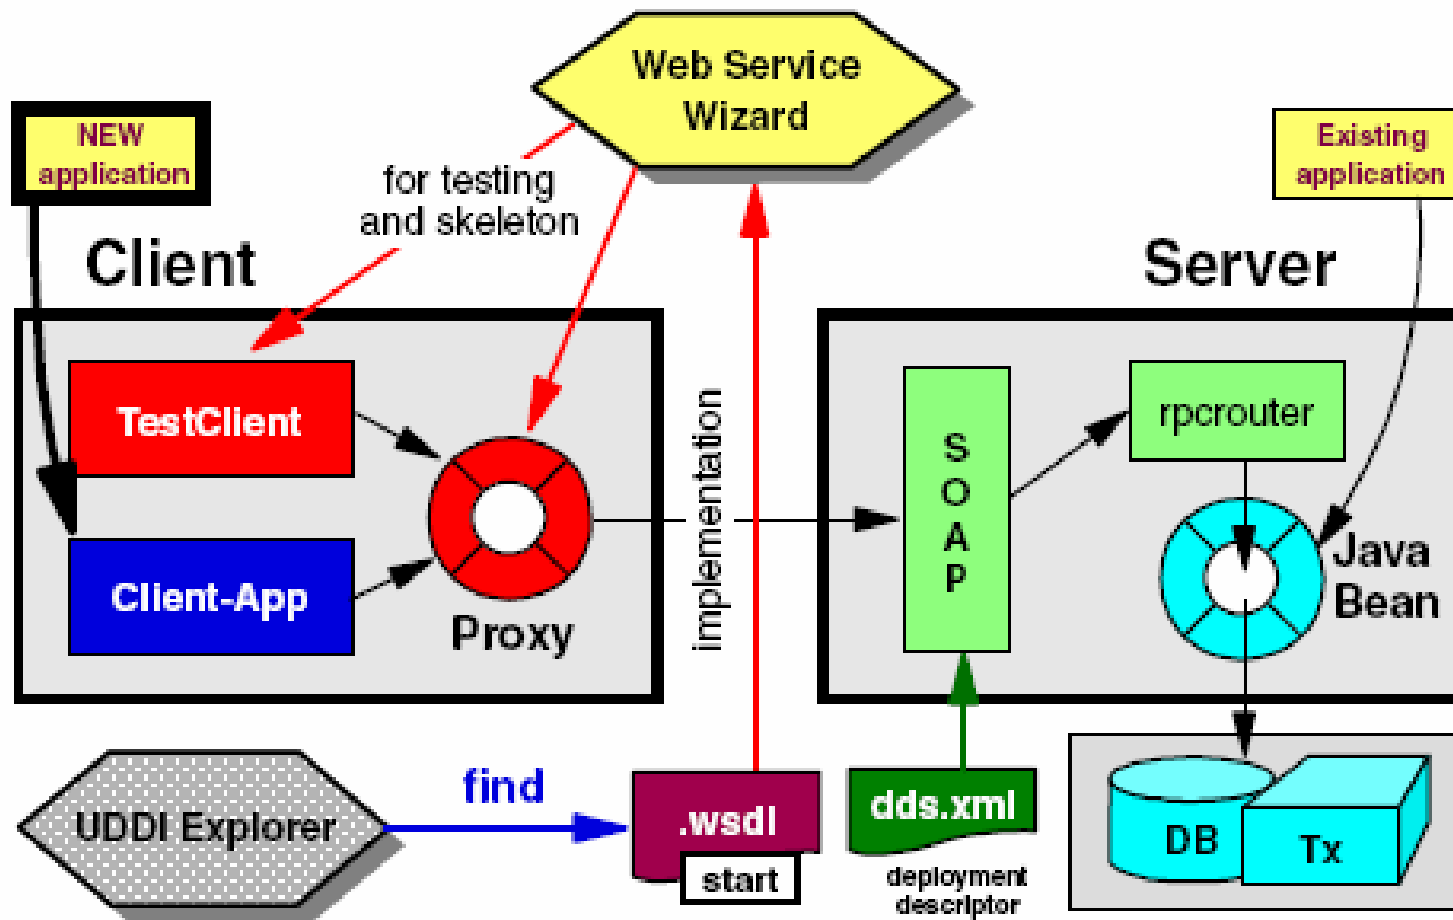 Web Service
Wizard
NEW
application
Existing
application
for testing
and skeleton
Client
Server
TestClient
rpcrouter
S
O
A
P
implementation
Java
Bean
Client-App
Proxy
find
UDDI Explorer
.wsdl
start
dds.xml
deployment
descriptor
DB
Tx